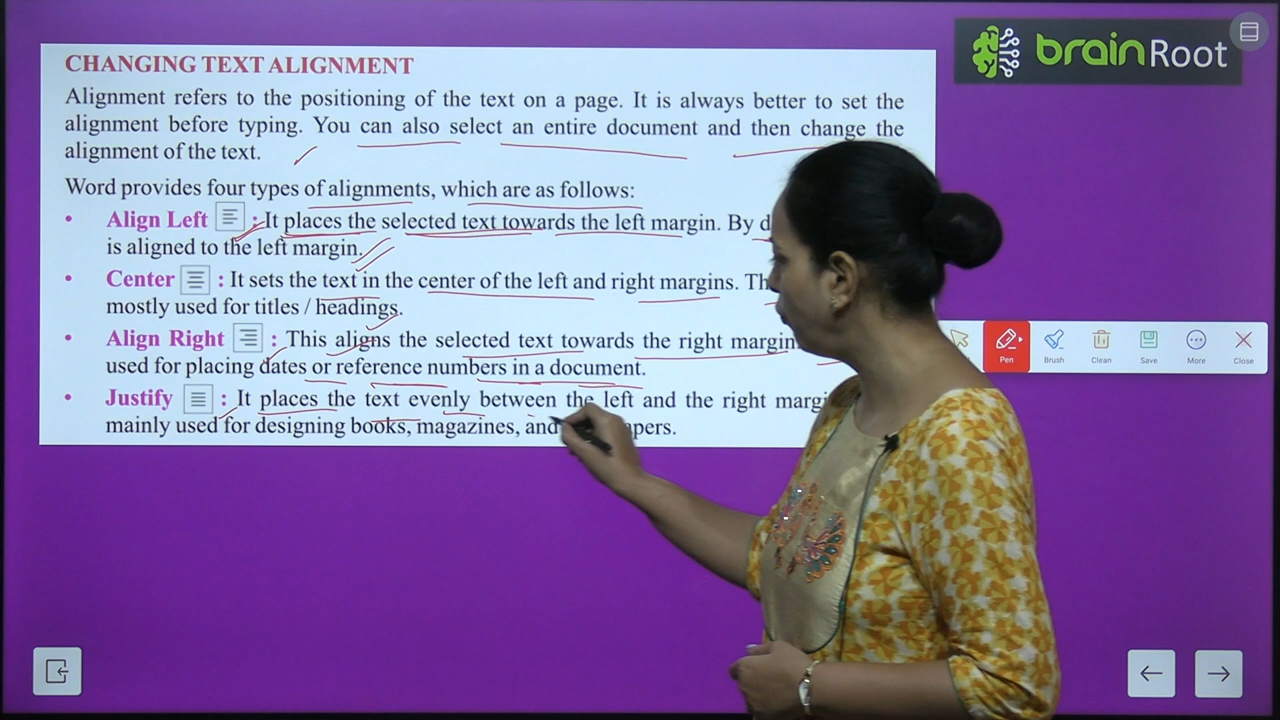 brainRoot
CHANGING TEXT ALIGNMENT
Alignment refers to the positioning of the text on a page. It is always better to set the
alignment before typing. You can also select an entire document and then change the
alignment of the text.
Word provides four types of alignments, which are as follows:
• Align Left : It places the selected text towards the left margin. By
is aligned to the left margin.
• Center : It sets the text in the center of the left and right margins.
mostly used for titles / headings.
• Align Right : This aligns the selected text towards the right margin
used for placing dates or reference numbers in a document.
• Justify : It places the text evenly between the left and the right
mainly used for designing books, magazines, and
Pen Brush Clean Save More Close